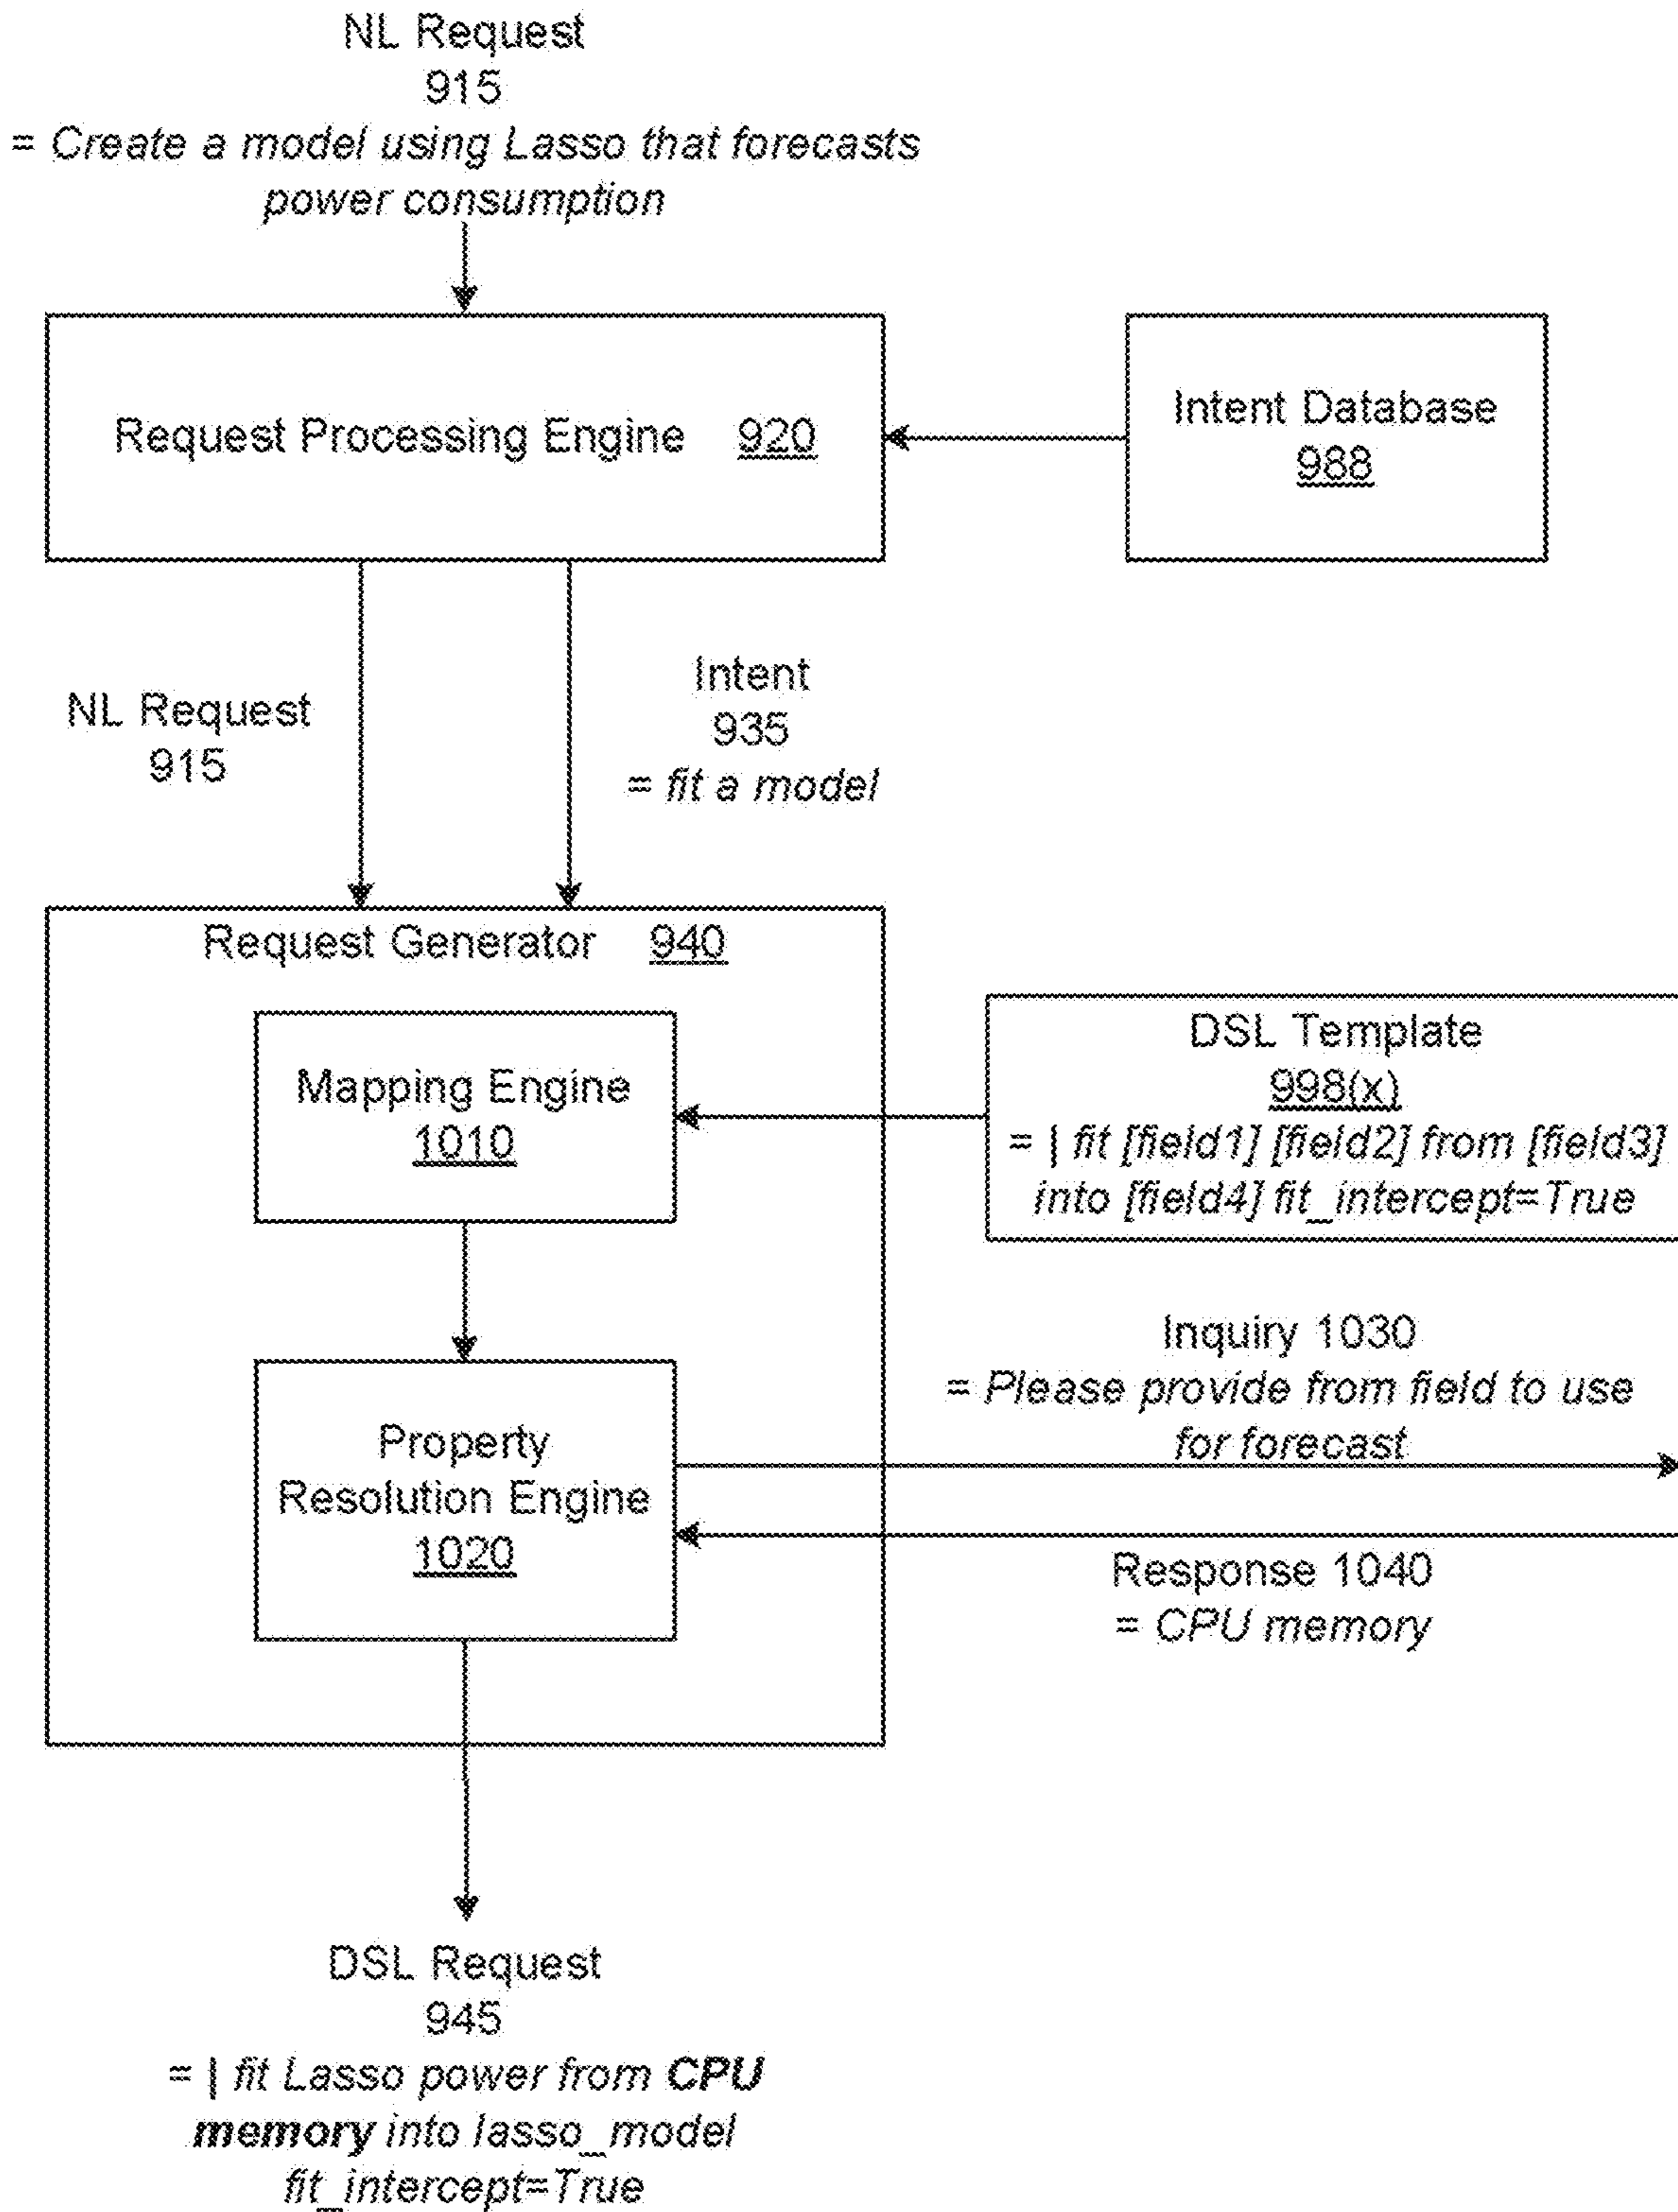 NL Request
915
= Create a model using Lasso that forecasts
power consumption
Request Processing Engine 920
Intent Database
988
NL Request
915
Intent
935
= fit a model
Request Generator 940
Mapping Engine
1010
DSL Template
998(x)
= | fit [field1] [field2] from [field3]
into [field4] fit_intercept=True
Inquiry 1030
= Please provide from field to use
for forecast
Property
Resolution Engine
1020
Response 1040
= CPU memory
DSL Request
945
= | fit Lasso power from CPU
memory into lasso_model
fit_intercept=True